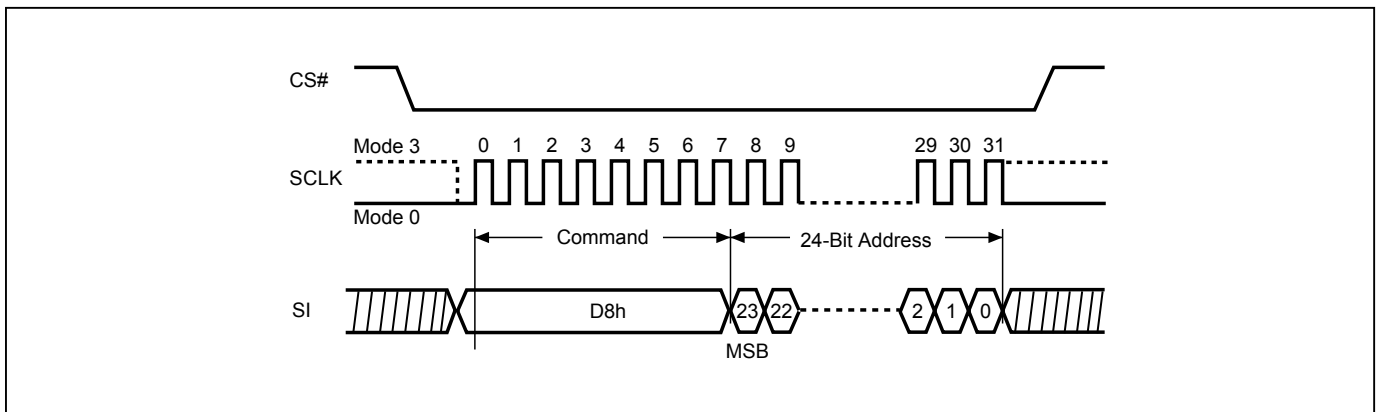 CS#
Mode 3 0 1 2 3 4 5 6 7 8 9 29 30 31
SCLK
Mode 0
Command 24-Bit Address
SI D8h 23 22 2 1 0
MSB